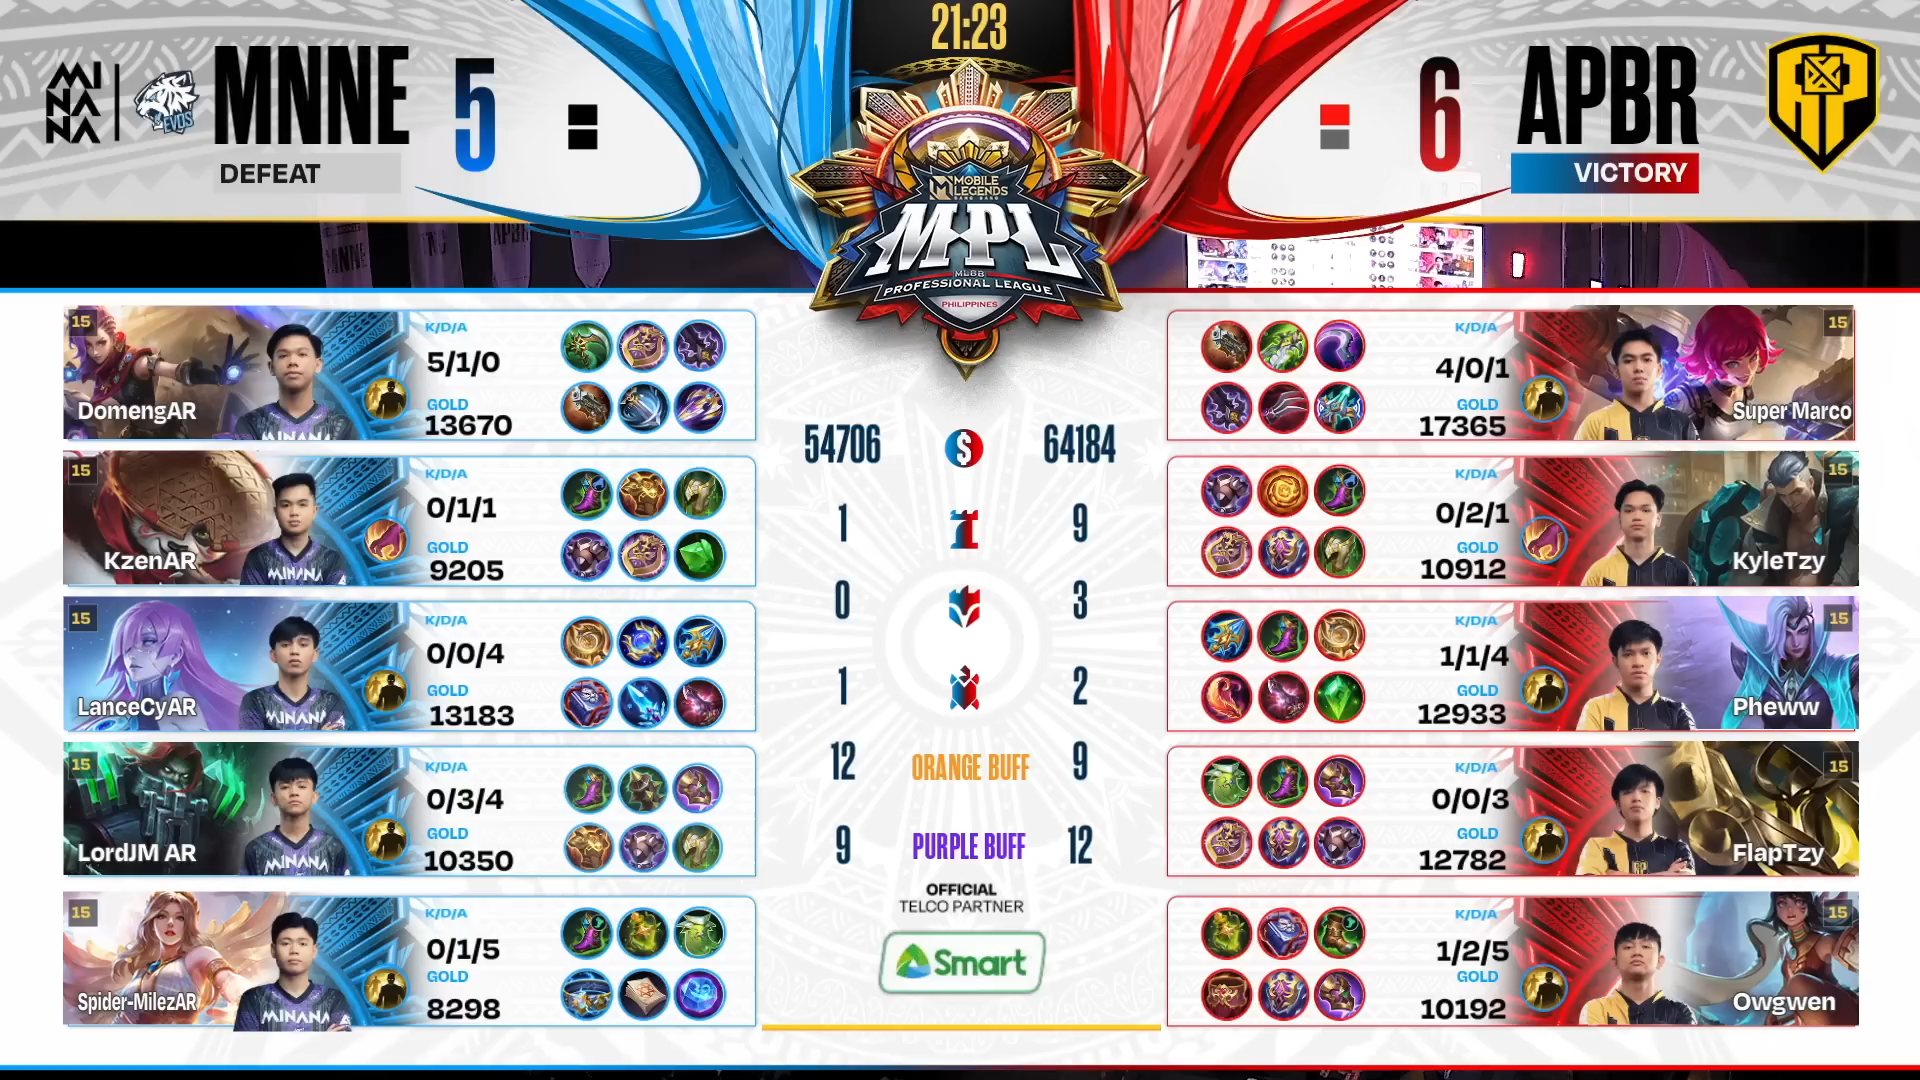 21:23
MINANA
EVOS
MNNE
5
DEFEAT
6
APBR
VICTORY
MOBILE
LEGENDS
BANG BANG
MPL
MLBB
PROFESSIONAL LEAGUE
PHILIPPINES
15
DomengAR
K/D/A
5/1/0
GOLD
13670
15
KzenAR
K/D/A
0/1/1
GOLD
9205
15
LanceCyAR
K/D/A
0/0/4
GOLD
13183
15
LordJM AR
K/D/A
0/3/4
GOLD
10350
15
Spider-MilezAR
K/D/A
0/1/5
GOLD
8298
54706 $ 64184
1 9
0 3
1 2
12 ORANGE BUFF 9
9 PURPLE BUFF 12
OFFICIAL
TELCO PARTNER
Smart
K/D/A
4/0/1
GOLD
17365
15
Super Marco
K/D/A
0/2/1
GOLD
10912
15
KyleTzy
K/D/A
1/1/4
GOLD
12933
15
Pheww
K/D/A
0/0/3
GOLD
12782
15
FlapTzy
K/D/A
1/2/5
GOLD
10192
15
Owgwen